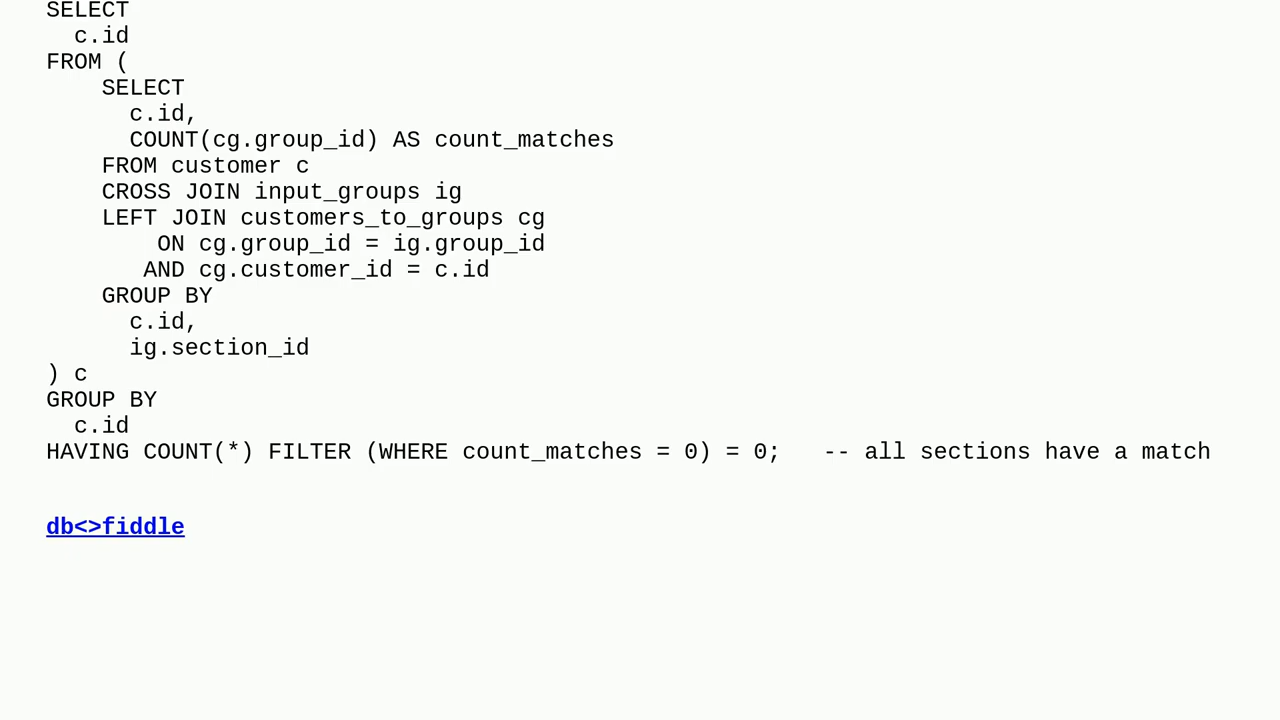 SELECT
  c.id
FROM (
    SELECT
      c.id,
      COUNT(cg.group_id) AS count_matches
    FROM customer c
    CROSS JOIN input_groups ig
    LEFT JOIN customers_to_groups cg
        ON cg.group_id = ig.group_id
       AND cg.customer_id = c.id
    GROUP BY
      c.id,
      ig.section_id
) c
GROUP BY
  c.id
HAVING COUNT(*) FILTER (WHERE count_matches = 0) = 0;   -- all sections have a match
db<>fiddle